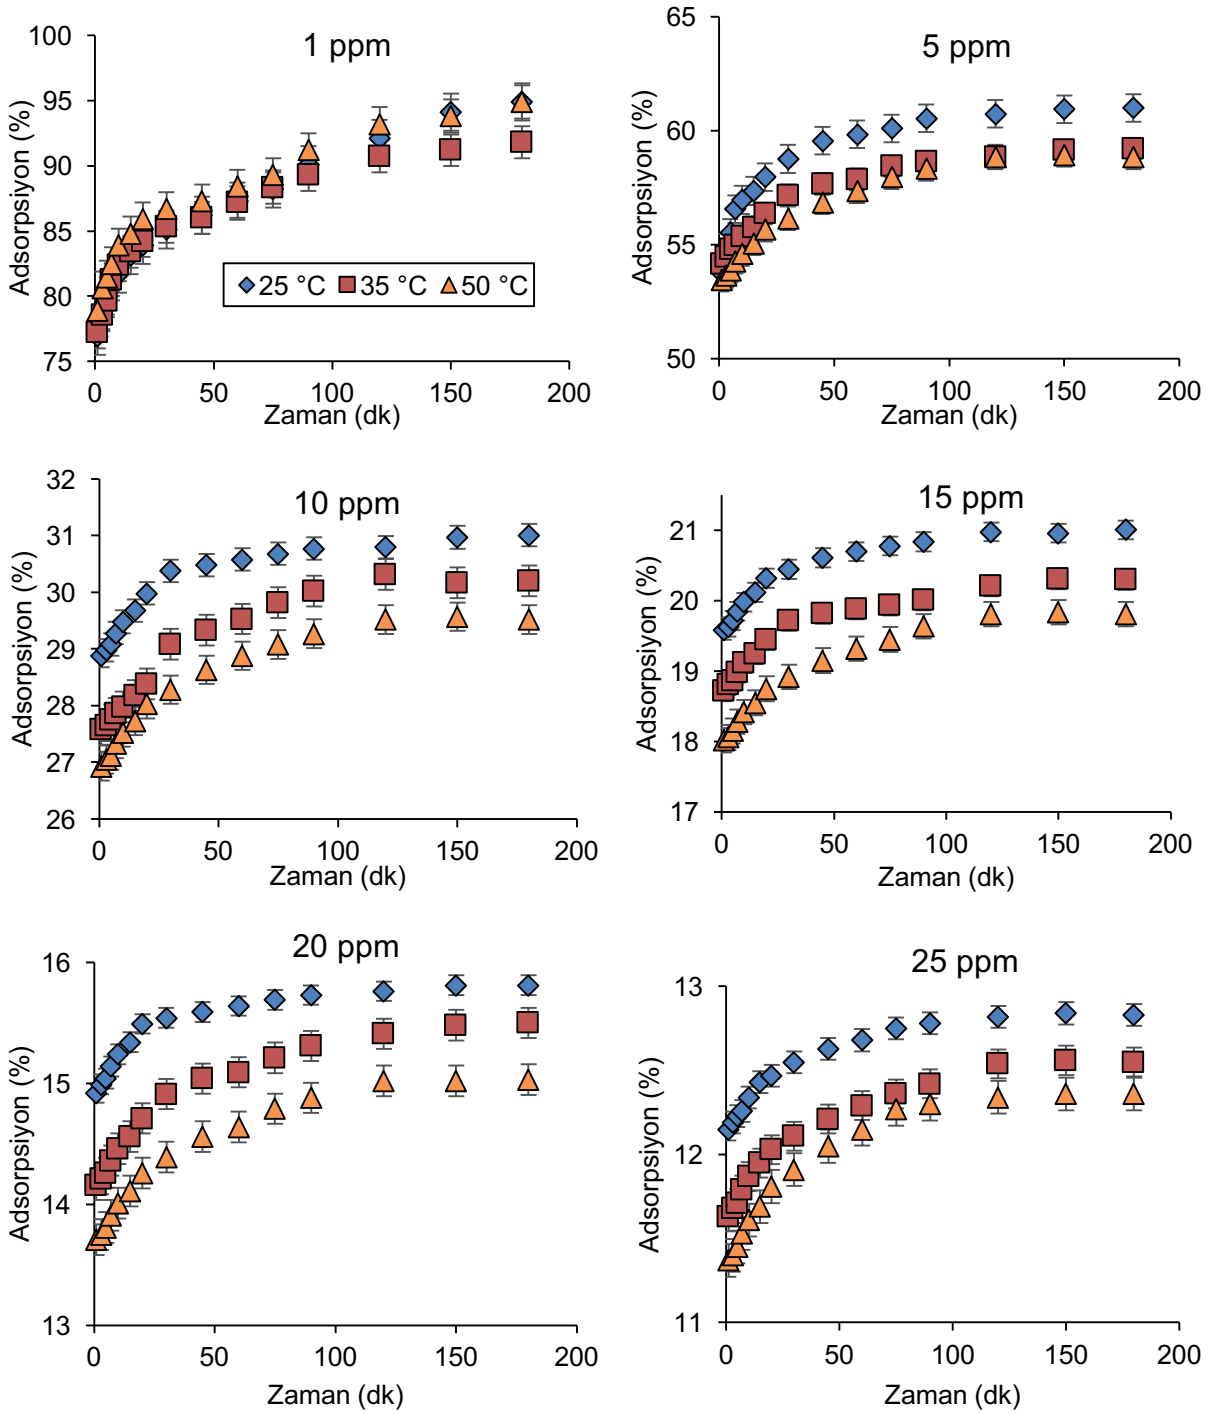 1 ppm
Adsorpsiyon (%)
100
95
90
85
80
75
25 °C 35 °C 50 °C
0 50 100 150 200
Zaman (dk)
5 ppm
Adsorpsiyon (%)
65
60
55
50
0 50 100 150 200
Zaman (dk)
10 ppm
Adsorpsiyon (%)
32
31
30
29
28
27
26
0 50 100 150 200
Zaman (dk)
15 ppm
Adsorpsiyon (%)
21
20
19
18
17
0 50 100 150 200
Zaman (dk)
20 ppm
Adsorpsiyon (%)
16
15
14
13
0 50 100 150 200
Zaman (dk)
25 ppm
Adsorpsiyon (%)
13
12
11
0 50 100 150 200
Zaman (dk)